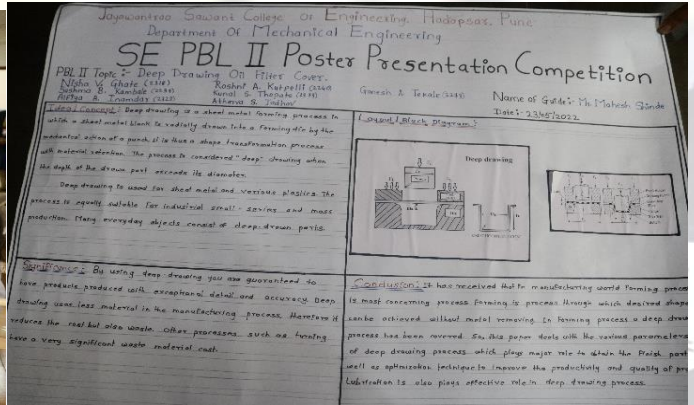 Jayawantrao Sawant College of Engineering, Hadapsar, Pune
Department Of Mechanical Engineering
SE PBL II Poster Presentation Competition
PBL II Topic :- Deep Drawing On Filter Cover.
Nisha V. Ghate
Sushma B. Kamble
Roshni A. Katpelli
Kunal S. Thopate
Atharva S. Jadhav
Ganesh S. Tekale
Name of Guide :- Mr. Mahesh Shinde
Date :- 23/05/2022
Idea/Concept : Deep drawing is a sheet metal forming process in
which a sheet metal blank is radially drawn into a forming die by the
mechanical action of a punch. it is thus a shape transformation process
with material retention. The process is considered "deep" drawing when
the depth of the drawn part exceeds its diameter.
Deep drawing is used for sheet metal and various plastics. The
process is equally suitable for industrial small-series and mass
production. Many everyday objects consist of deep-drawn parts.
Layout / Block Diagram :
Deep drawing
Significance : By using deep drawing you are guaranteed to
have products produced with exceptional detail and accuracy. Deep
drawing uses less material in the manufacturing process, therefore it
reduces the cost but also waste. Other processes such as turning
have a very significant waste material cost.
Conclusion : It has received that in manufacturing world forming process
is most concerning process forming is process through which desired shape
can be achieved without metal removing. In forming process a deep draw
process has been covered. So, this paper deals with the various parameters
of deep drawing process which plays major role to obtain the finish part
well as optimization technique to improve the productivity and quality of pro
Lubrication is also plays effective role in deep drawing process.